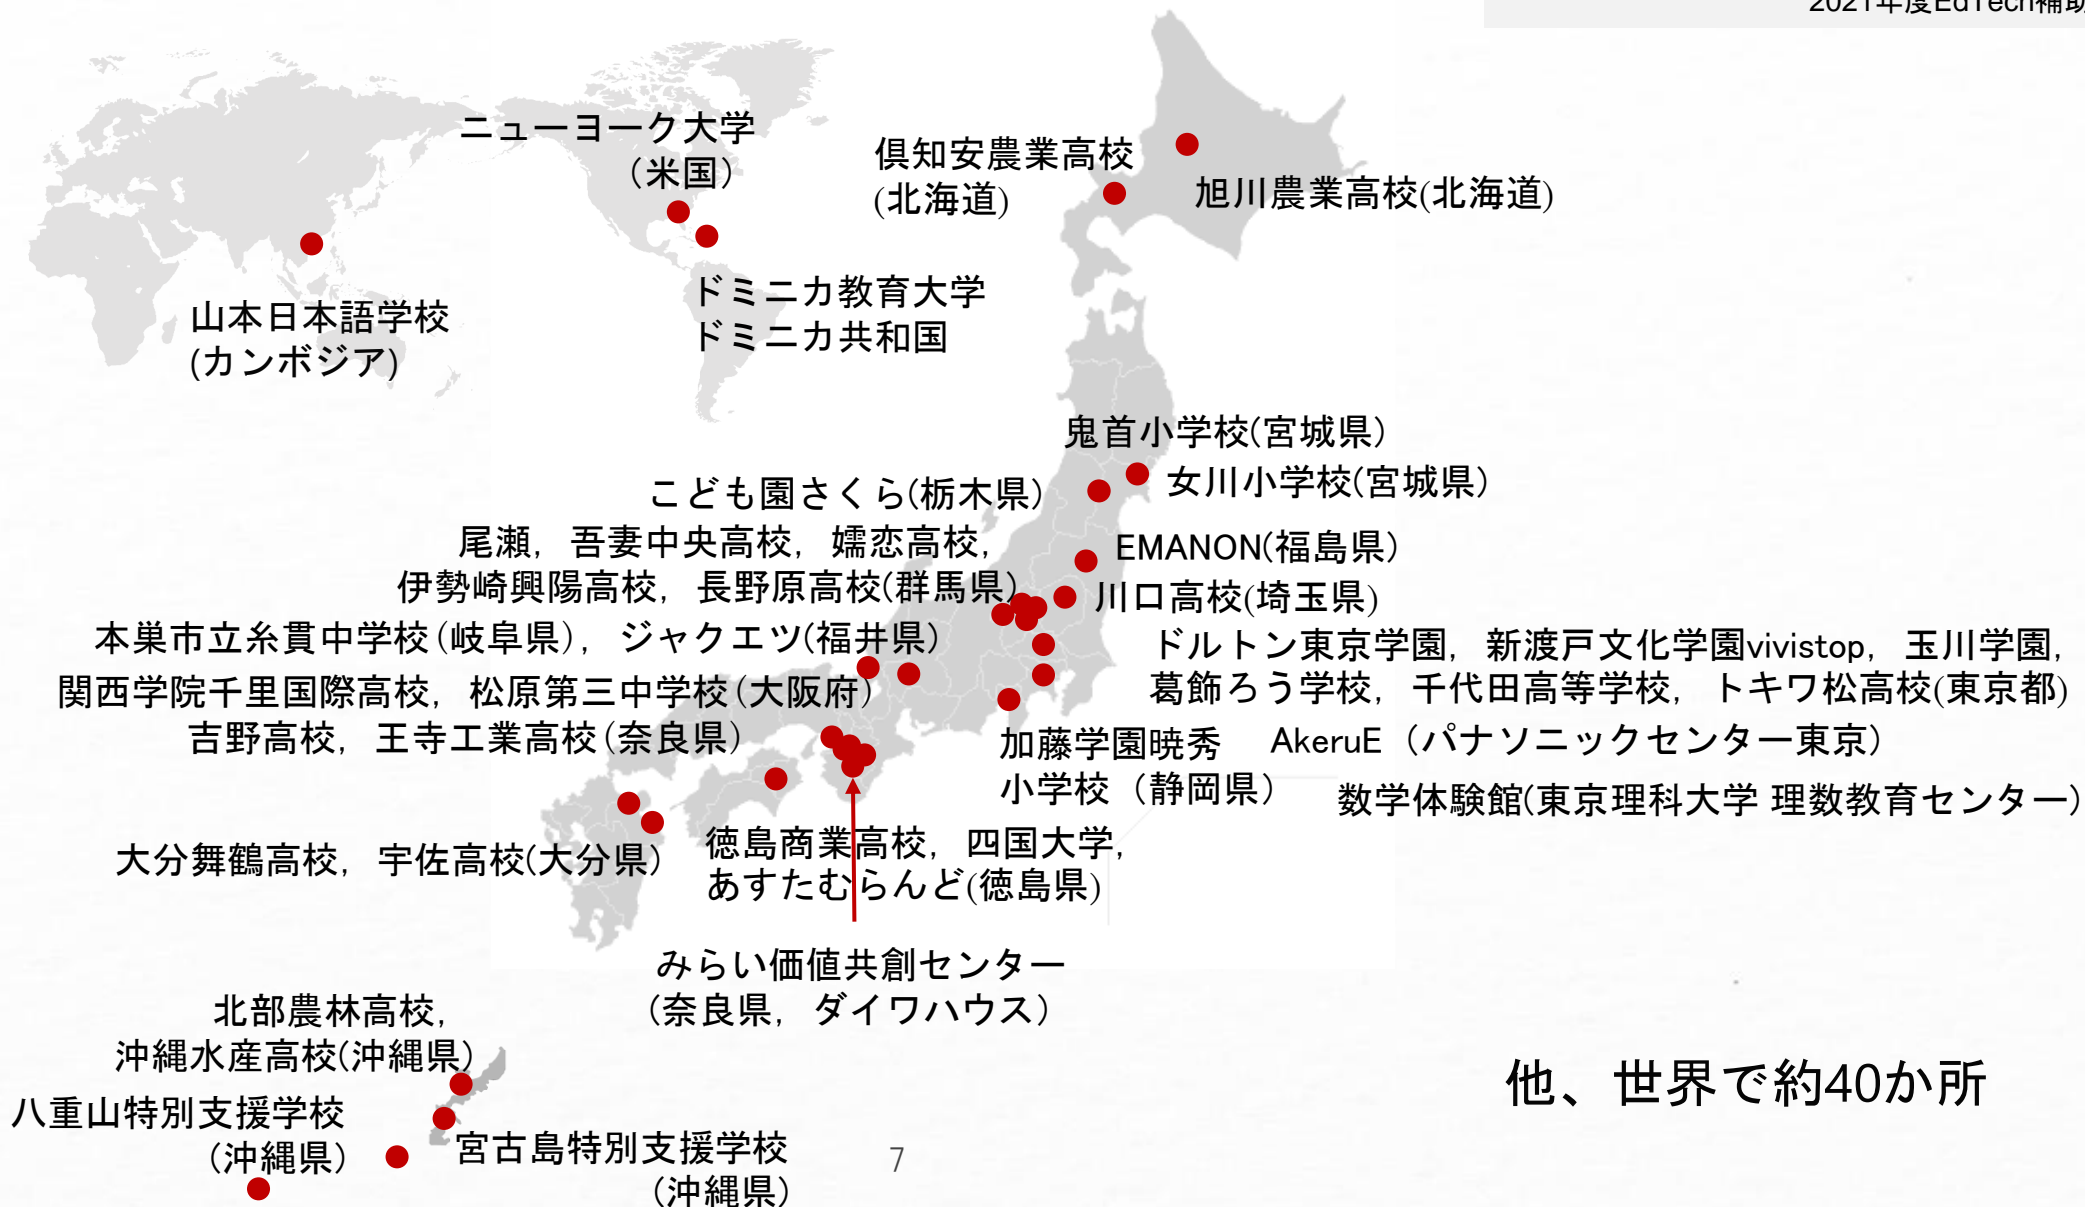 2021年度EdTech補助
ニューヨーク大学
（米国）
倶知安農業高校
(北海道)
旭川農業高校(北海道)
山本日本語学校
(カンボジア)
ドミニカ教育大学
ドミニカ共和国
鬼首小学校(宮城県)
女川小学校(宮城県)
こども園さくら(栃木県)
尾瀬，吾妻中央高校，嬬恋高校，
伊勢崎興陽高校，長野原高校(群馬県)
EMANON(福島県)
川口高校(埼玉県)
本巣市立糸貫中学校（岐阜県），ジャクエツ(福井県)
ドルトン東京学園，新渡戸文化学園vivistop，玉川学園，
葛飾ろう学校，千代田高等学校，トキワ松高校(東京都)
関西学院千里国際高校，松原第三中学校（大阪府）
吉野高校，王寺工業高校（奈良県）
加藤学園暁秀
小学校（静岡県）
AkeruE（パナソニックセンター東京）
数学体験館(東京理科大学 理数教育センター)
大分舞鶴高校，宇佐高校(大分県)
徳島商業高校，四国大学，
あすたむらんど(徳島県)
みらい価値共創センター
（奈良県，ダイワハウス）
北部農林高校，
沖縄水産高校(沖縄県)
八重山特別支援学校
（沖縄県）
宮古島特別支援学校
（沖縄県）
他、世界で約40か所
7